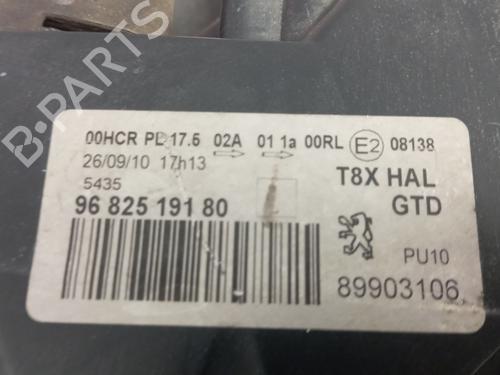 B-PARTS
00HCR PL 17.5 02A 01 1a 00RL E2 08138
26/09/10 17h13
5435
96 825 191 80
T8X HAL
GTD
PU10
89903106